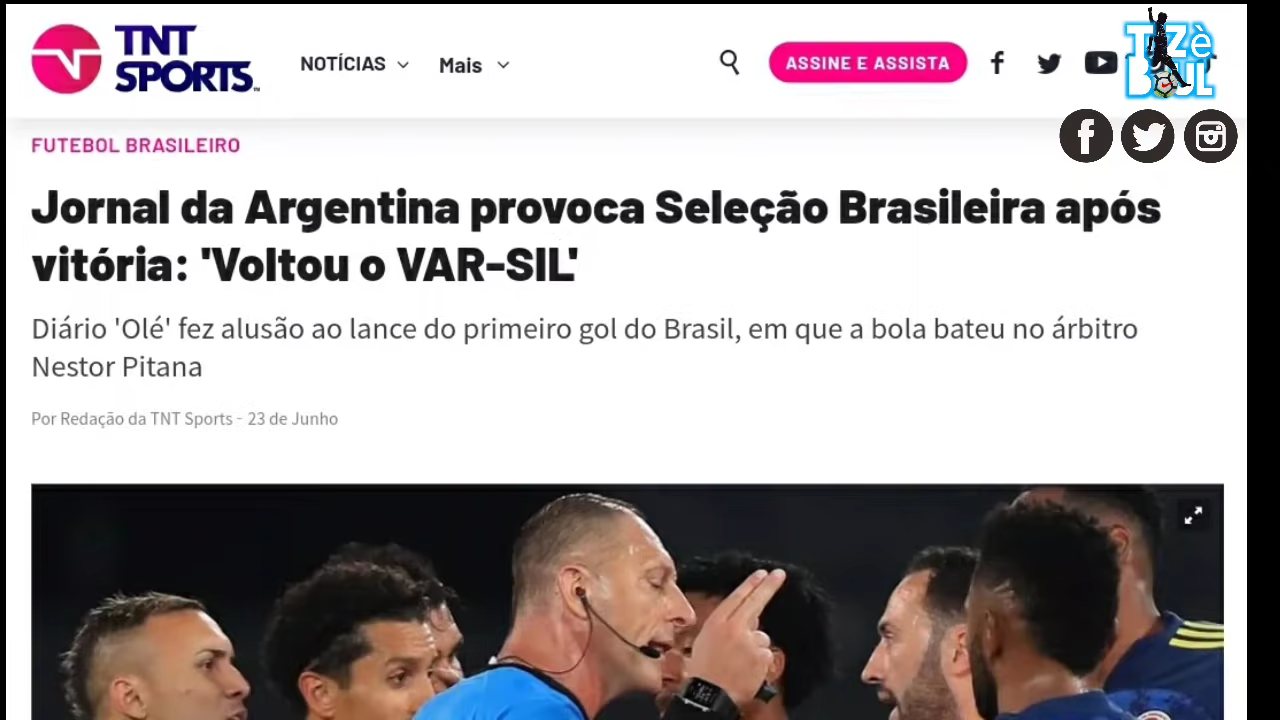 TNT
SPORTS
NOTÍCIAS
Mais
ASSINE E ASSISTA
TZè
BOUL
FUTEBOL BRASILEIRO
Jornal da Argentina provoca Seleção Brasileira após
vitória: 'Voltou o VAR-SIL'
Diário 'Olé' fez alusão ao lance do primeiro gol do Brasil, em que a bola bateu no árbitro
Nestor Pitana
Por Redação da TNT Sports - 23 de Junho